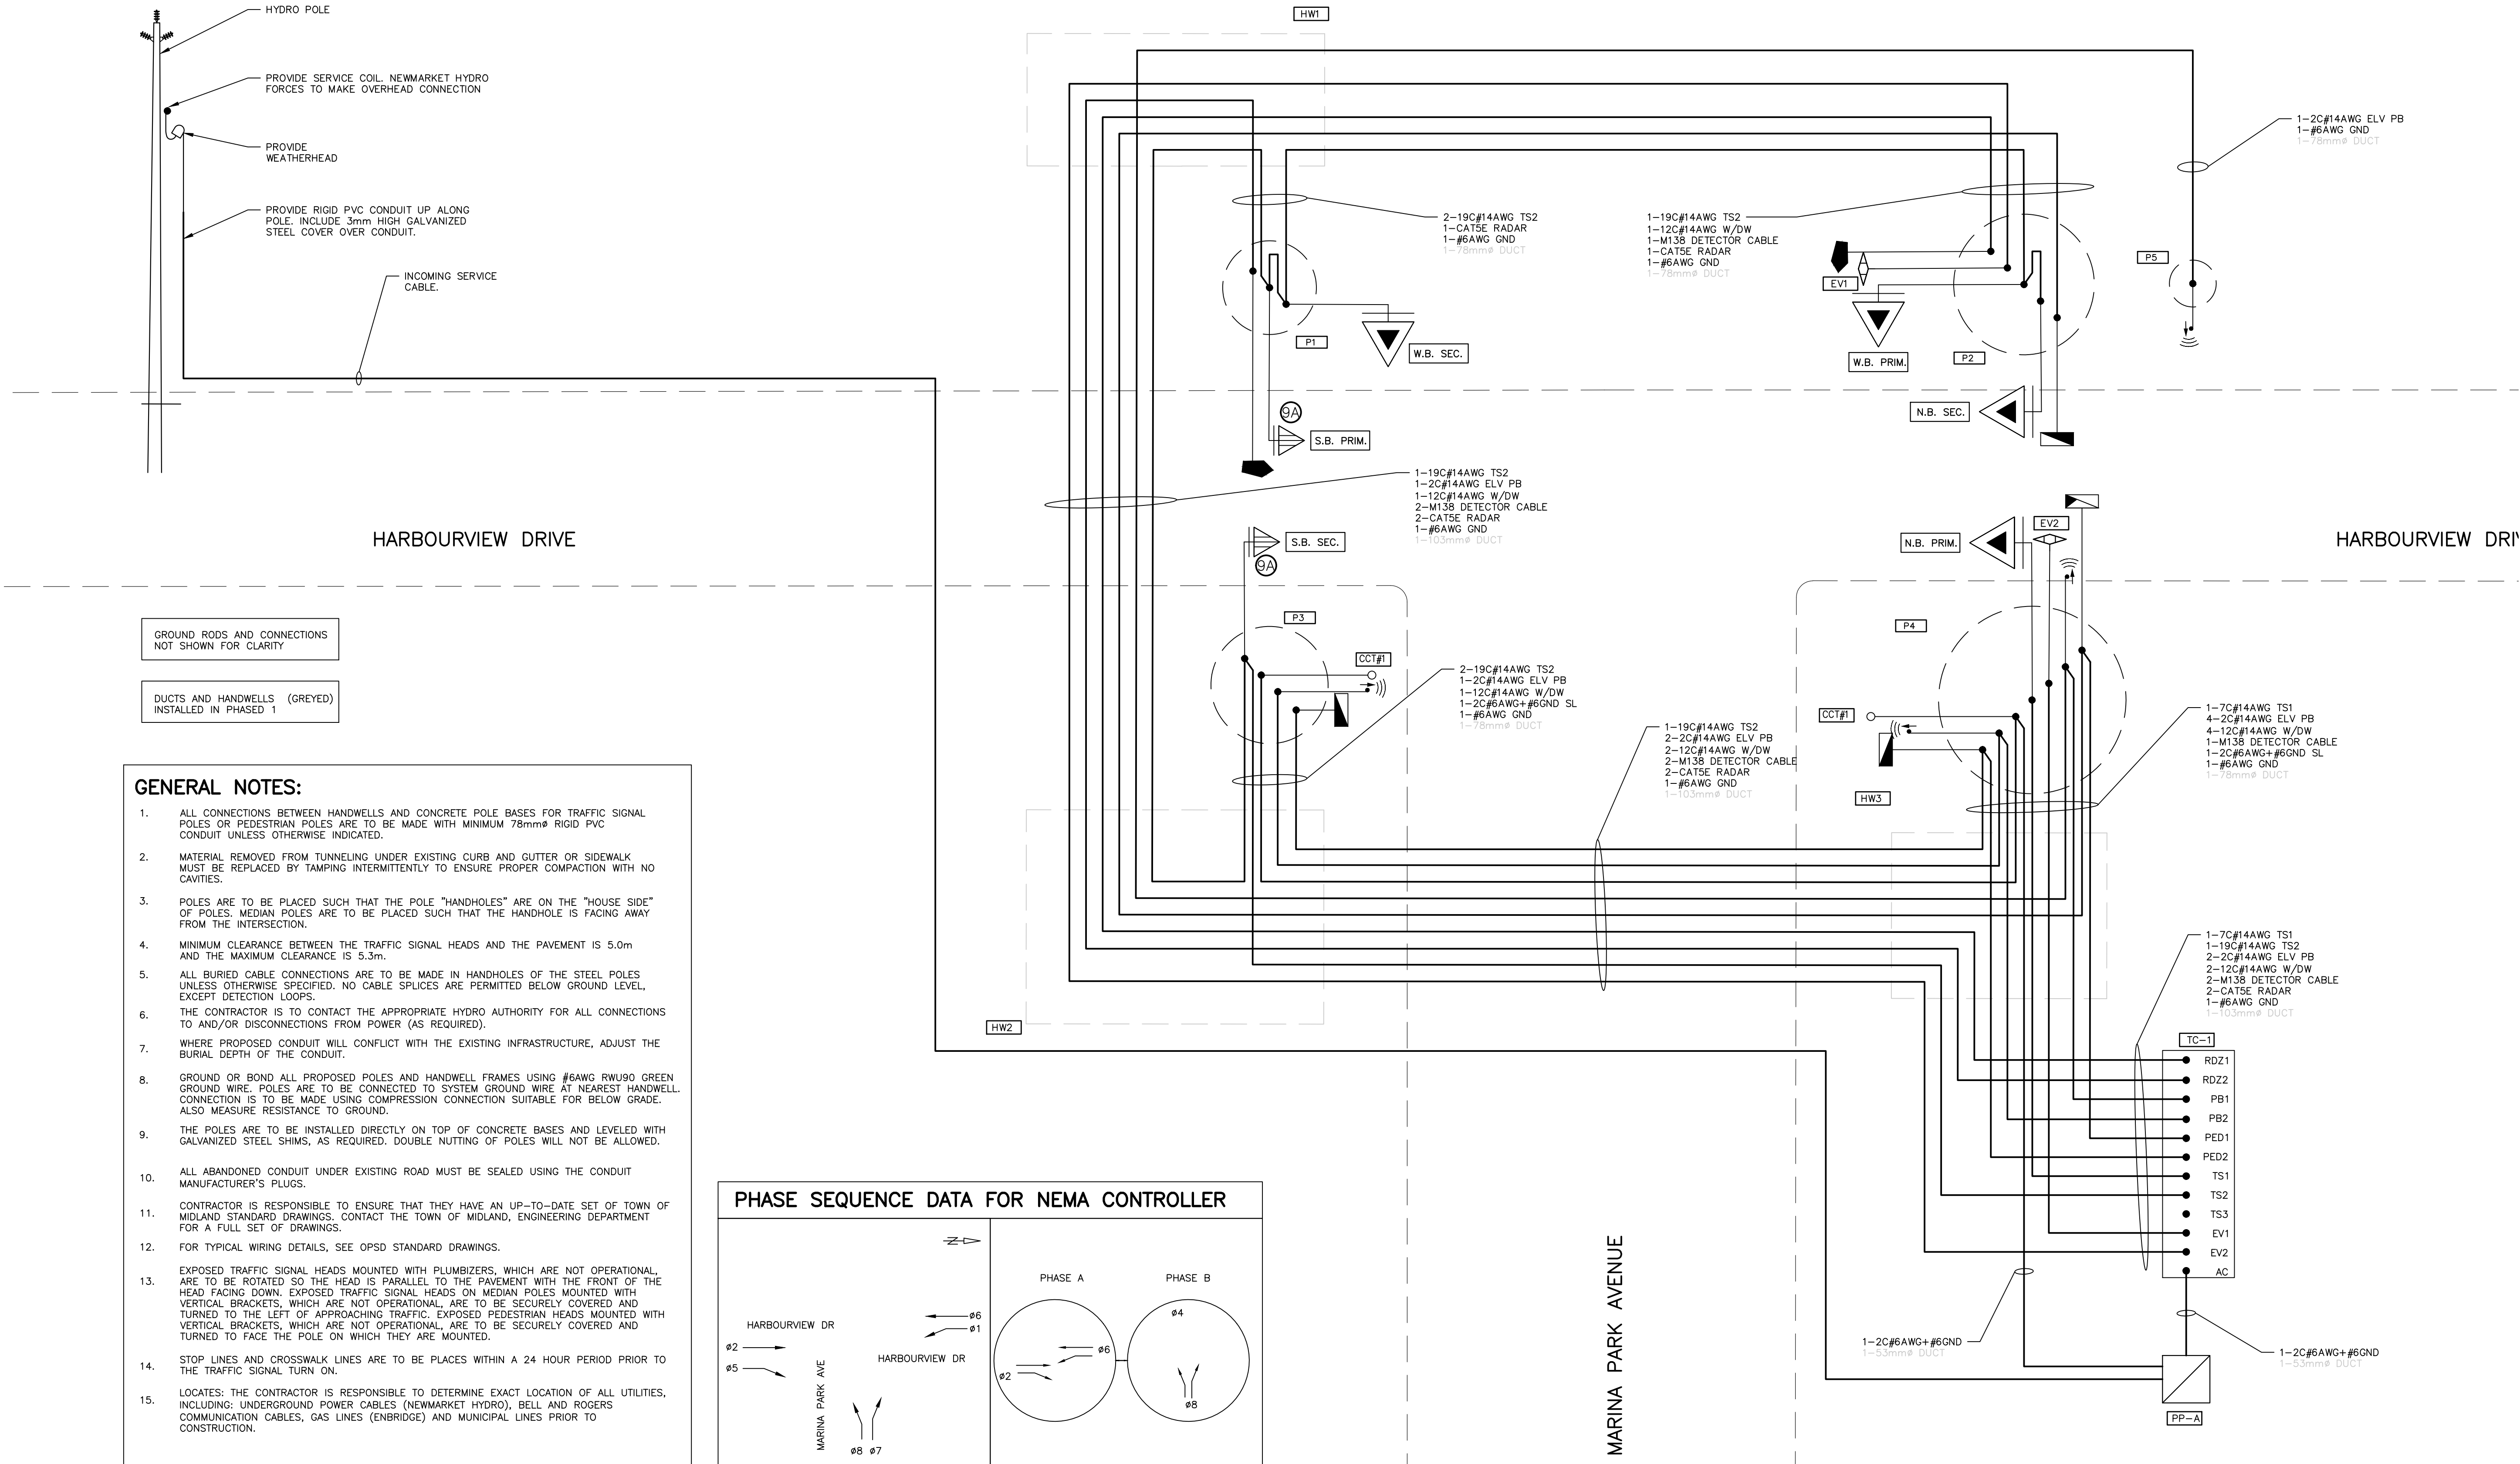 HYDRO POLE
PROVIDE SERVICE COIL. NEWMARKET HYDRO
FORCES TO MAKE OVERHEAD CONNECTION
PROVIDE
WEATHERHEAD
PROVIDE RIGID PVC CONDUIT UP ALONG
POLE. INCLUDE 3mm HIGH GALVANIZED
STEEL COVER OVER CONDUIT.
INCOMING SERVICE
CABLE.
HW1
2-19C#14AWG TS2
1-CAT5E RADAR
1-#6AWG GND
1-78mmø DUCT
1-19C#14AWG TS2
1-12C#14AWG W/DW
1-M138 DETECTOR CABLE
1-CAT5E RADAR
1-#6AWG GND
1-78mmø DUCT
1-2C#14AWG ELV PB
1-#6AWG GND
1-78mmø DUCT
P5
EV1
P1
W.B. SEC.
W.B. PRIM.
P2
9A
S.B. PRIM.
N.B. SEC.
1-19C#14AWG TS2
1-2C#14AWG ELV PB
1-12C#14AWG W/DW
2-M138 DETECTOR CABLE
2-CAT5E RADAR
1-#6AWG GND
1-103mmø DUCT
HARBOURVIEW DRIVE
S.B. SEC.
9A
N.B. PRIM.
EV2
HARBOURVIEW DRIV
GROUND RODS AND CONNECTIONS
NOT SHOWN FOR CLARITY
DUCTS AND HANDWELLS (GREYED)
INSTALLED IN PHASED 1
P3
CCT#1
2-19C#14AWG TS2
1-2C#14AWG ELV PB
1-12C#14AWG W/DW
1-2C#6AWG+#6GND SL
1-#6AWG GND
1-78mmø DUCT
P4
CCT#1
HW3
1-19C#14AWG TS2
2-2C#14AWG ELV PB
2-12C#14AWG W/DW
2-M138 DETECTOR CABLE
2-CAT5E RADAR
1-#6AWG GND
1-103mmø DUCT
1-7C#14AWG TS1
4-2C#14AWG ELV PB
4-12C#14AWG W/DW
1-M138 DETECTOR CABLE
1-2C#6AWG+#6GND SL
1-#6AWG GND
1-78mmø DUCT
GENERAL NOTES:
1. ALL CONNECTIONS BETWEEN HANDWELLS AND CONCRETE POLE BASES FOR TRAFFIC SIGNAL
POLES OR PEDESTRIAN POLES ARE TO BE MADE WITH MINIMUM 78mmø RIGID PVC
CONDUIT UNLESS OTHERWISE INDICATED.
2. MATERIAL REMOVED FROM TUNNELING UNDER EXISTING CURB AND GUTTER OR SIDEWALK
MUST BE REPLACED BY TAMPING INTERMITTENTLY TO ENSURE PROPER COMPACTION WITH NO
CAVITIES.
3. POLES ARE TO BE PLACED SUCH THAT THE POLE "HANDHOLES" ARE ON THE "HOUSE SIDE"
OF POLES. MEDIAN POLES ARE TO BE PLACED SUCH THAT THE HANDHOLE IS FACING AWAY
FROM THE INTERSECTION.
4. MINIMUM CLEARANCE BETWEEN THE TRAFFIC SIGNAL HEADS AND THE PAVEMENT IS 5.0m
AND THE MAXIMUM CLEARANCE IS 5.3m.
5. ALL BURIED CABLE CONNECTIONS ARE TO BE MADE IN HANDHOLES OF THE STEEL POLES
UNLESS OTHERWISE SPECIFIED. NO CABLE SPLICES ARE PERMITTED BELOW GROUND LEVEL,
EXCEPT DETECTION LOOPS.
6. THE CONTRACTOR IS TO CONTACT THE APPROPRIATE HYDRO AUTHORITY FOR ALL CONNECTIONS
TO AND/OR DISCONNECTIONS FROM POWER (AS REQUIRED).
7. WHERE PROPOSED CONDUIT WILL CONFLICT WITH THE EXISTING INFRASTRUCTURE, ADJUST THE
BURIAL DEPTH OF THE CONDUIT.
8. GROUND OR BOND ALL PROPOSED POLES AND HANDWELL FRAMES USING #6AWG RWU90 GREEN
GROUND WIRE. POLES ARE TO BE CONNECTED TO SYSTEM GROUND WIRE AT NEAREST HANDWELL.
CONNECTION IS TO BE MADE USING COMPRESSION CONNECTION SUITABLE FOR BELOW GRADE.
ALSO MEASURE RESISTANCE TO GROUND.
9. THE POLES ARE TO BE INSTALLED DIRECTLY ON TOP OF CONCRETE BASES AND LEVELED WITH
GALVANIZED STEEL SHIMS, AS REQUIRED. DOUBLE NUTTING OF POLES WILL NOT BE ALLOWED.
10. ALL ABANDONED CONDUIT UNDER EXISTING ROAD MUST BE SEALED USING THE CONDUIT
MANUFACTURER'S PLUGS.
11. CONTRACTOR IS RESPONSIBLE TO ENSURE THAT THEY HAVE AN UP-TO-DATE SET OF TOWN OF
MIDLAND STANDARD DRAWINGS. CONTACT THE TOWN OF MIDLAND, ENGINEERING DEPARTMENT
FOR A FULL SET OF DRAWINGS.
12. FOR TYPICAL WIRING DETAILS, SEE OPSD STANDARD DRAWINGS.
13. EXPOSED TRAFFIC SIGNAL HEADS MOUNTED WITH PLUMBIZERS, WHICH ARE NOT OPERATIONAL,
ARE TO BE ROTATED SO THE HEAD IS PARALLEL TO THE PAVEMENT WITH THE FRONT OF THE
HEAD FACING DOWN. EXPOSED TRAFFIC SIGNAL HEADS ON MEDIAN POLES MOUNTED WITH
VERTICAL BRACKETS, WHICH ARE NOT OPERATIONAL, ARE TO BE SECURELY COVERED AND
TURNED TO THE LEFT OF APPROACHING TRAFFIC. EXPOSED PEDESTRIAN HEADS MOUNTED WITH
VERTICAL BRACKETS, WHICH ARE NOT OPERATIONAL, ARE TO BE SECURELY COVERED AND
TURNED TO FACE THE POLE ON WHICH THEY ARE MOUNTED.
14. STOP LINES AND CROSSWALK LINES ARE TO BE PLACES WITHIN A 24 HOUR PERIOD PRIOR TO
THE TRAFFIC SIGNAL TURN ON.
15. LOCATES: THE CONTRACTOR IS RESPONSIBLE TO DETERMINE EXACT LOCATION OF ALL UTILITIES,
INCLUDING: UNDERGROUND POWER CABLES (NEWMARKET HYDRO), BELL AND ROGERS
COMMUNICATION CABLES, GAS LINES (ENBRIDGE) AND MUNICIPAL LINES PRIOR TO
CONSTRUCTION.
HW2
PHASE SEQUENCE DATA FOR NEMA CONTROLLER
N
HARBOURVIEW DR
ø6
ø1
ø2
ø5
HARBOURVIEW DR
MARINA PARK AVE
ø8 ø7
PHASE A
ø6
ø2
PHASE B
ø4
ø8
MARINA PARK AVENUE
1-7C#14AWG TS1
1-19C#14AWG TS2
2-2C#14AWG ELV PB
2-12C#14AWG W/DW
2-M138 DETECTOR CABLE
2-CAT5E RADAR
1-#6AWG GND
1-103mmø DUCT
TC-1
RDZ1
RDZ2
PB1
PB2
PED1
PED2
TS1
TS2
TS3
EV1
EV2
AC
1-2C#6AWG+#6GND
1-53mmø DUCT
1-2C#6AWG+#6GND
1-53mmø DUCT
PP-A